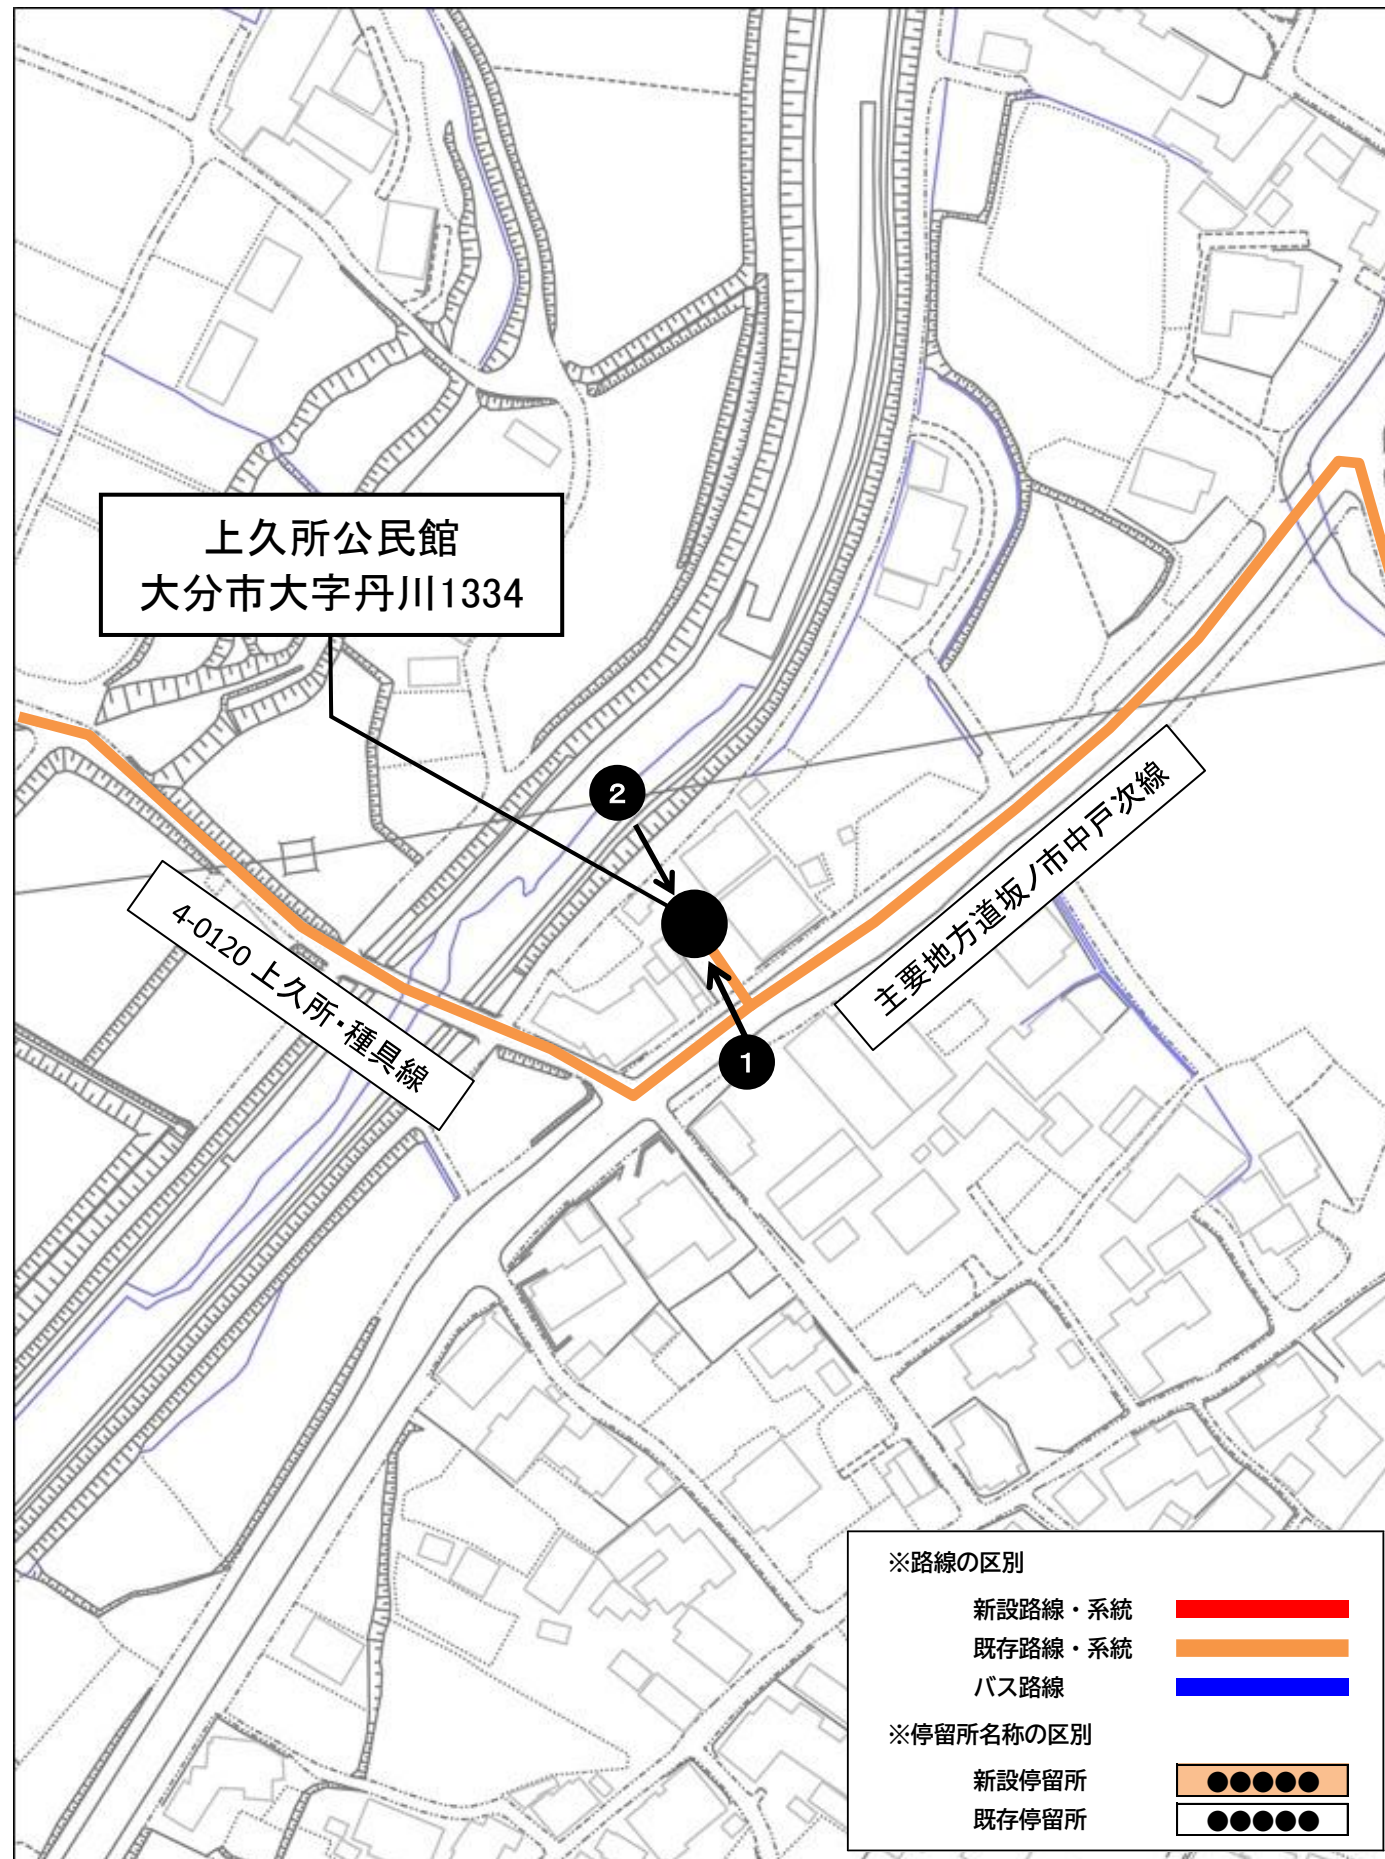 上久所公民館
大分市大字丹川1334
2
主要地方道坂ノ市中戸次線
4-0120 上久所・種具線
1
※路線の区別
新設路線・系統
既存路線・系統
バス路線
※停留所名称の区別
新設停留所 ●●●●●
既存停留所 ●●●●●